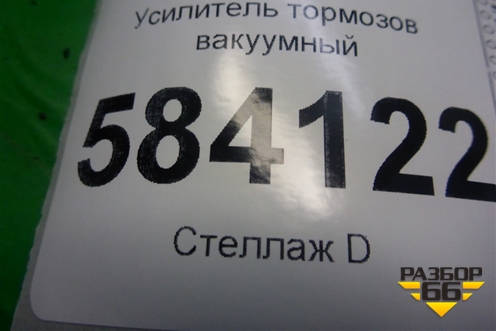 Усилитель тормозов
вакуумный
584122
Стеллаж D
РАЗБОР
66